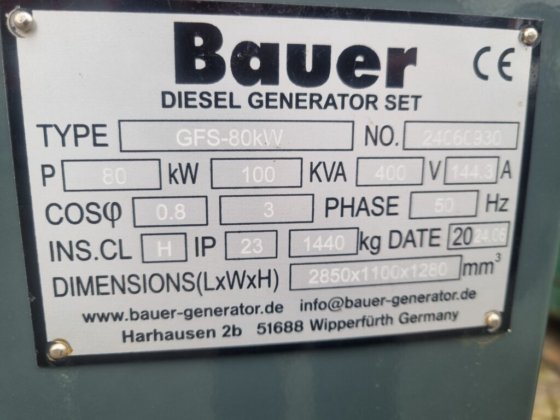 Bauer CE
DIESEL GENERATOR SET
TYPE GFS-80kW NO. 24060930
P 80 kW 100 KVA 400 V 144.3 A
COSφ 0.8 3 PHASE 50 Hz
INS.CL H IP 23 1440 kg DATE 2024.06
DIMENSIONS(LxWxH) 2850x1100x1280 mm³
www.bauer-generator.de info@bauer-generator.de
Harhausen 2b 51688 Wipperfürth Germany